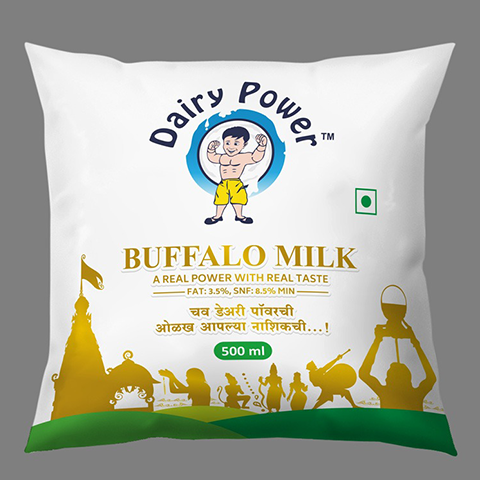 Dairy Power TM
BUFFALO MILK
A REAL POWER WITH REAL TASTE
FAT: 3.5%, SNF: 8.5% MIN
चव डेअरी पॉवरची
ओळख आपल्या नाशिकची...!
500 ml